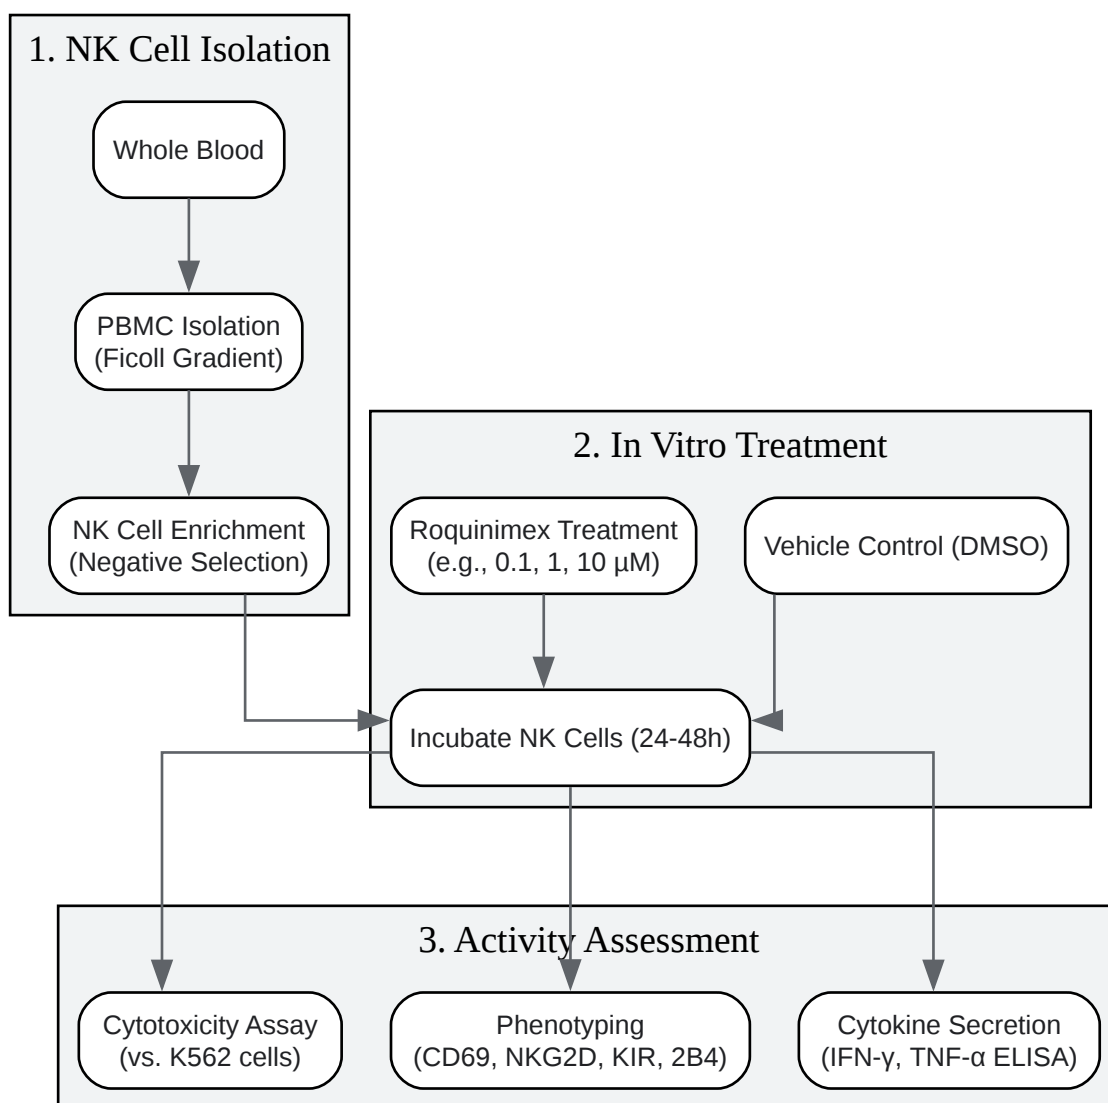 1. NK Cell Isolation
Whole Blood
PBMC Isolation
(Ficoll Gradient)
NK Cell Enrichment
(Negative Selection)
2. In Vitro Treatment
Roquinimex Treatment
(e.g., 0.1, 1, 10 µM)
Vehicle Control (DMSO)
Incubate NK Cells (24-48h)
3. Activity Assessment
Cytotoxicity Assay
(vs. K562 cells)
Phenotyping
(CD69, NKG2D, KIR, 2B4)
Cytokine Secretion
(IFN-γ, TNF-α ELISA)